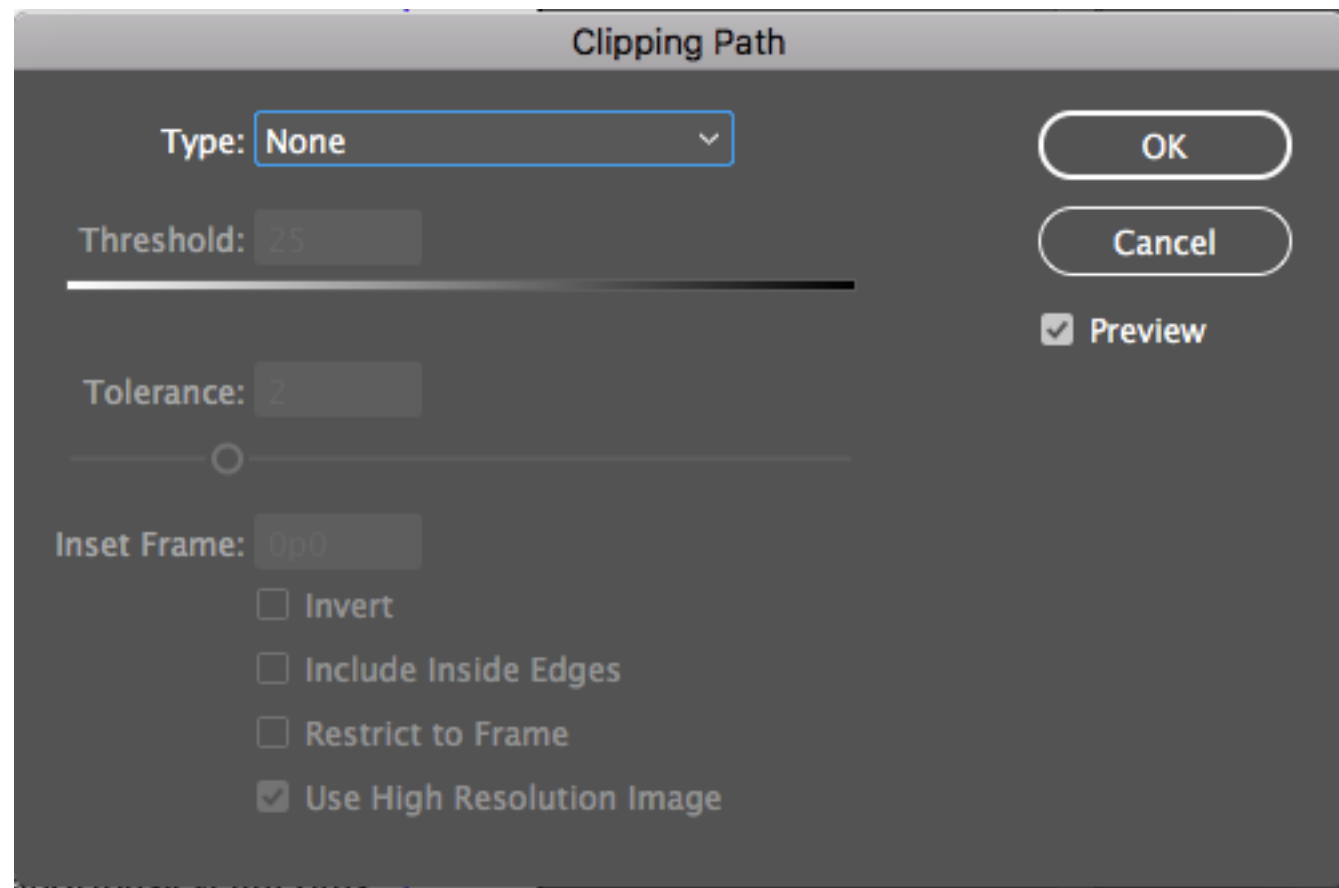 Clipping Path
Type: None
OK
Threshold: 25
Cancel
Preview
Tolerance: 2
Inset Frame: 0p0
Invert
Include Inside Edges
Restrict to Frame
Use High Resolution Image